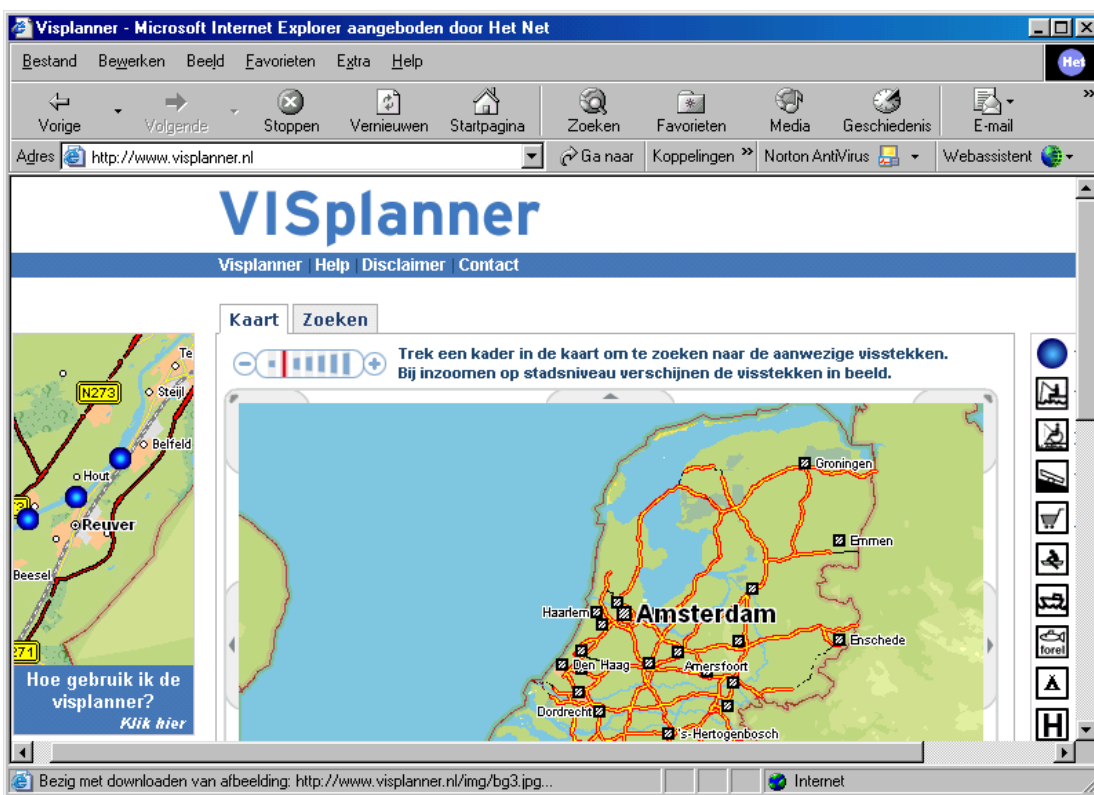 Visplanner - Microsoft Internet Explorer aangeboden door Het Net
Bestand Bewerken Beeld Favorieten Extra Help
Het
Vorige Volgende Stoppen Vernieuwen Startpagina Zoeken Favorieten Media Geschiedenis E-mail »
Adres http://www.visplanner.nl Ga naar Koppelingen » Norton AntiVirus Webassistent
VISplanner
Visplanner | Help | Disclaimer | Contact
Kaart Zoeken
Trek een kader in de kaart om te zoeken naar de aanwezige visstekken.
Bij inzoomen op stadsniveau verschijnen de visstekken in beeld.
Te
N273
Steijl
Belfeld
Hout
Reuver
Beesel
271
Hoe gebruik ik de
visplanner?
Klik hier
Groningen
Emmen
Haarlem
Amsterdam
Enschede
Den Haag
Amersfoort
Dordrecht
's-Hertogenbosch
forel
H
Bezig met downloaden van afbeelding: http://www.visplanner.nl/img/bg3.jpg...
Internet